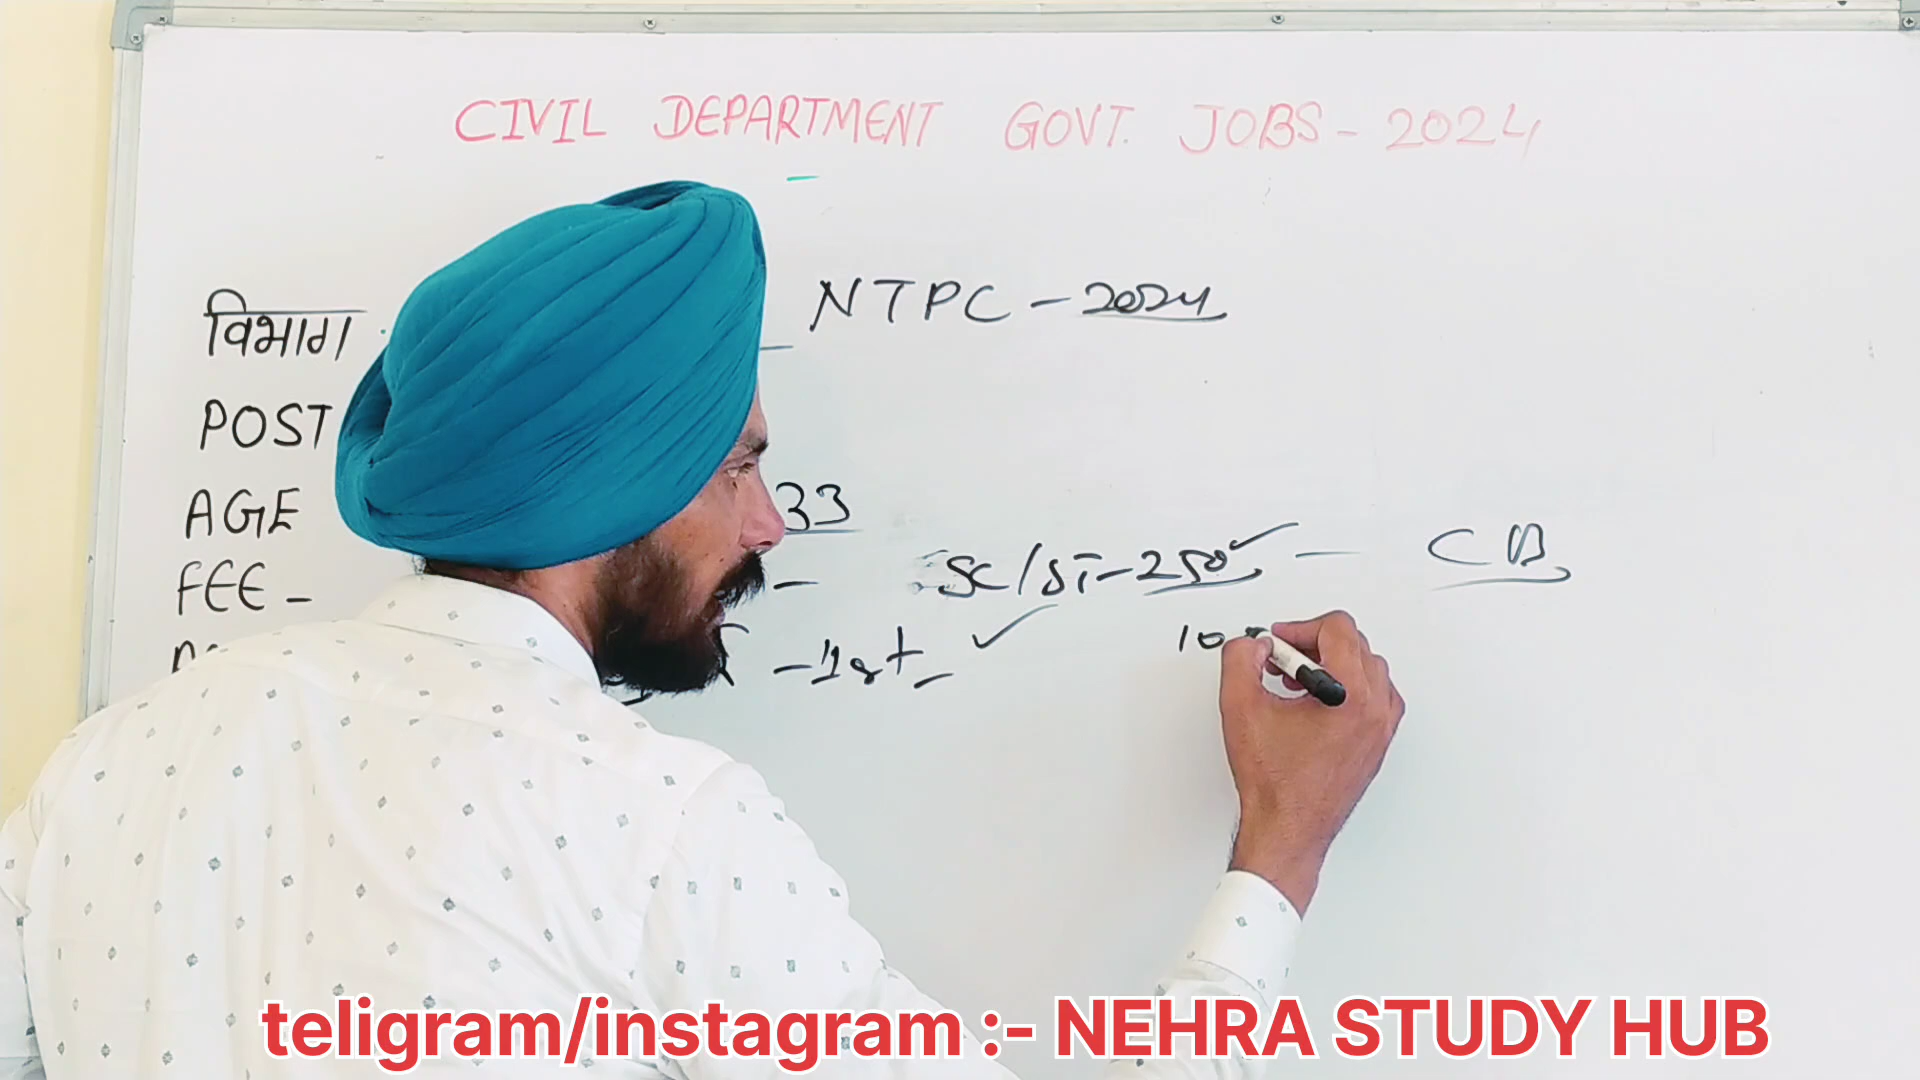 CIVIL DEPARTMENT GOVT. JOBS - 2024
विभाग NTPC - 2024
POST
AGE 33
FEE - - SC/ST - 250 - CB
- 1st - 10
teligram/instagram :- NEHRA STUDY HUB